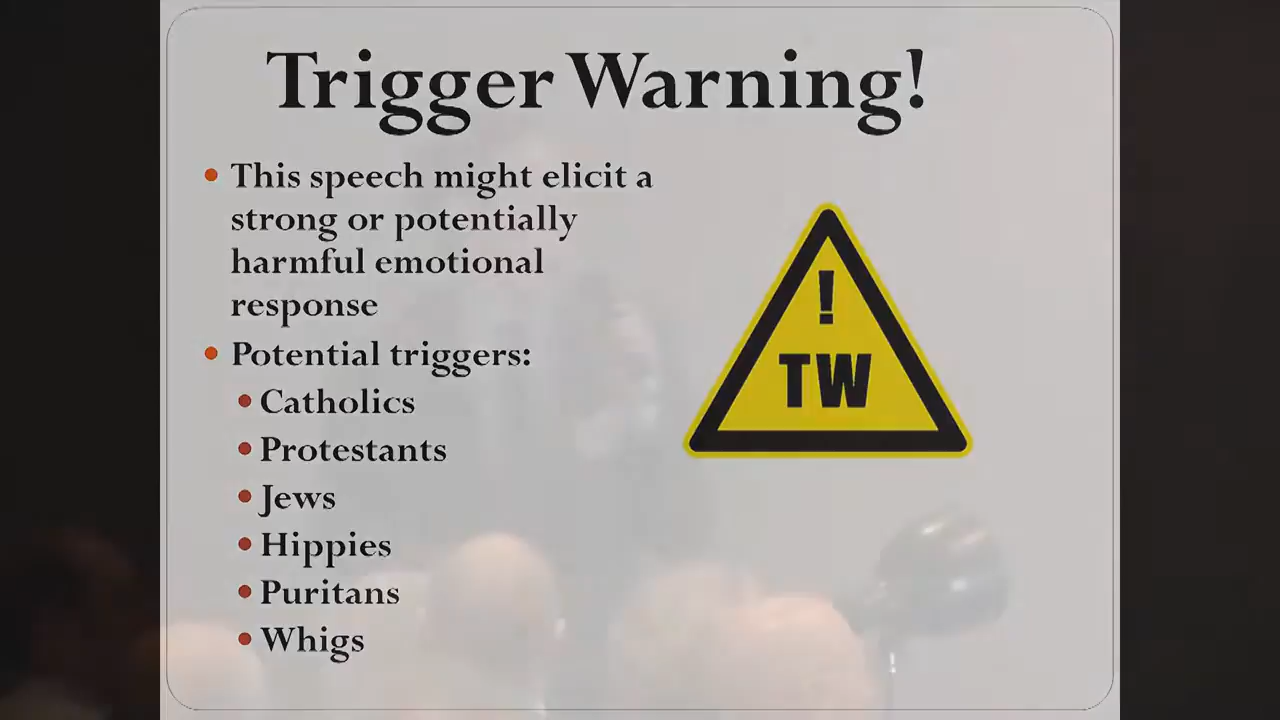 Trigger Warning!
This speech might elicit a
strong or potentially
harmful emotional
response
Potential triggers:
Catholics
Protestants
Jews
Hippies
Puritans
Whigs
!
TW